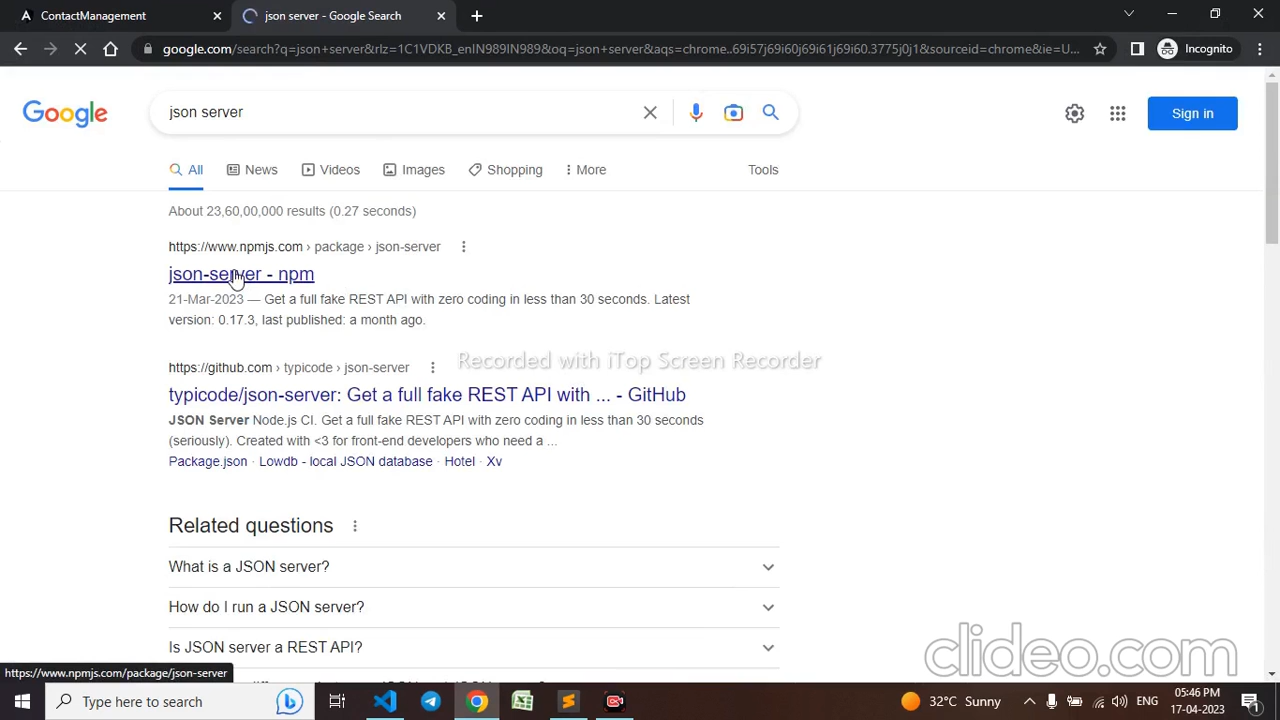 ContactManagement
json server - Google Search
google.com/search?q=json+server&rlz=1C1VDKB_enIN989IN989&oq=json+server&aqs=chrome..69i57j69i60j69i61j69i60.3775j0j1&sourceid=chrome&ie=U...
Incognito
Google
json server
Sign in
All
News
Videos
Images
Shopping
More
Tools
About 23,60,00,000 results (0.27 seconds)
https://www.npmjs.com › package › json-server
json-server - npm
21-Mar-2023 — Get a full fake REST API with zero coding in less than 30 seconds. Latest
version: 0.17.3, last published: a month ago.
https://github.com › typicode › json-server
Recorded with iTop Screen Recorder
typicode/json-server: Get a full fake REST API with ... - GitHub
JSON Server Node.js CI. Get a full fake REST API with zero coding in less than 30 seconds
(seriously). Created with <3 for front-end developers who need a ...
Package.json · Lowdb - local JSON database · Hotel · Xv
Related questions
What is a JSON server?
How do I run a JSON server?
Is JSON server a REST API?
clideo.com
https://www.npmjs.com/package/json-server
Type here to search
32°C Sunny
ENG
05:46 PM
17-04-2023
1